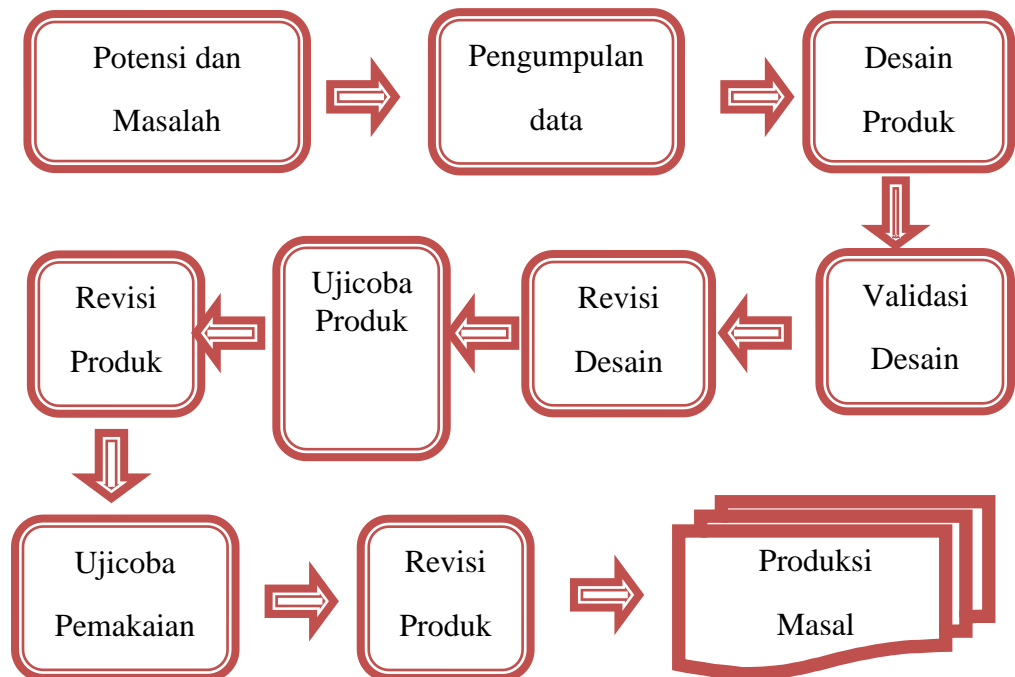 Potensi dan
Masalah
Pengumpulan
data
Desain
Produk
Validasi
Desain
Revisi
Desain
Ujicoba
Produk
Revisi
Produk
Ujicoba
Pemakaian
Revisi
Produk
Produksi
Masal